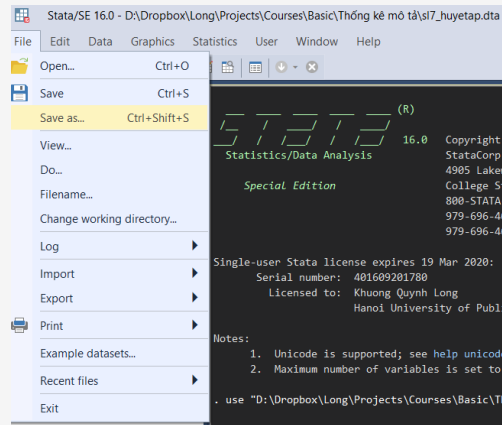 Stata/SE 16.0 - D:\Dropbox\Long\Projects\Courses\Basic\Thống kê mô tả\sl7_huyetap.dta
File Edit Data Graphics Statistics User Window Help
Open... Ctrl+O
Save Ctrl+S
Save as... Ctrl+Shift+S
View...
Do...
Filename...
Change working directory...
Log
Import
Export
Print
Example datasets...
Recent files
Exit
(R)
16.0 Copyright
Statistics/Data Analysis StataCorp
4905 Lake
Special Edition College S
800-STATA
979-696-4
979-696-4
Single-user Stata license expires 19 Mar 2020:
Serial number: 401609201780
Licensed to: Khuong Quynh Long
Hanoi University of Publ
Notes:
1. Unicode is supported; see help unicod
2. Maximum number of variables is set to
. use "D:\Dropbox\Long\Projects\Courses\Basic\Th